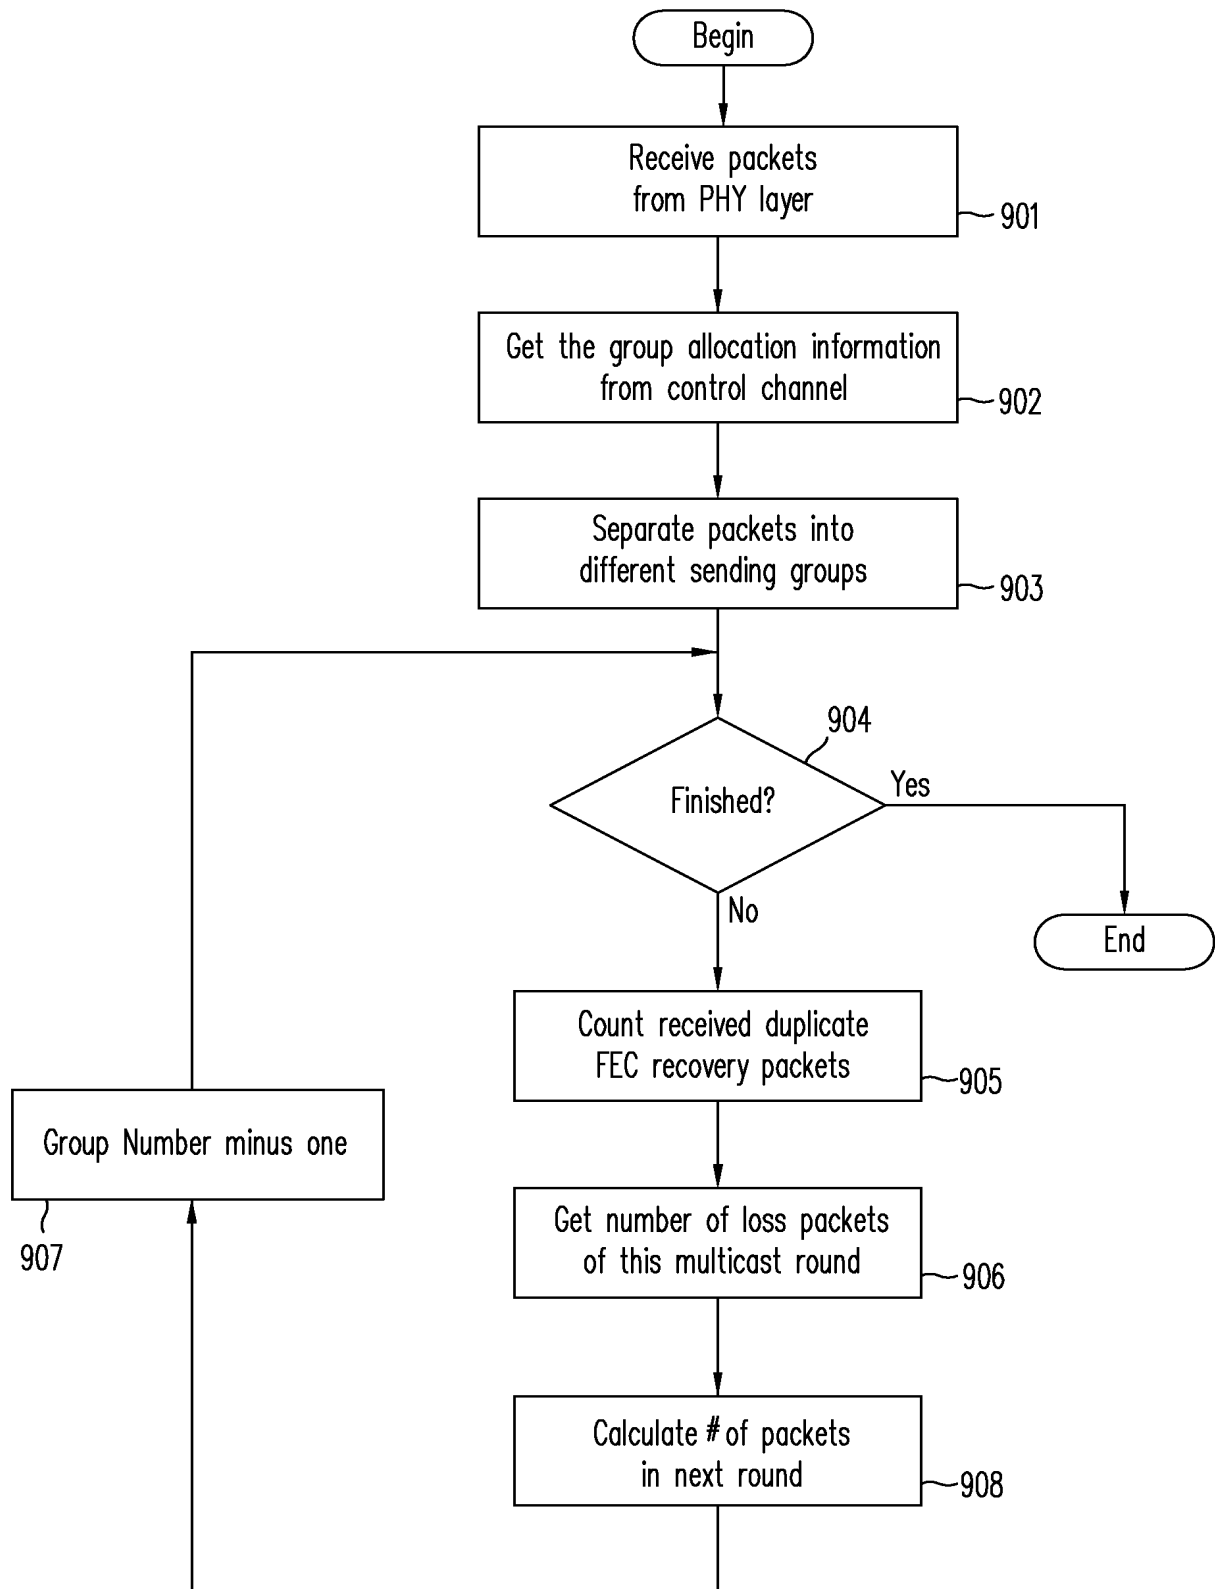 Begin
Receive packets
from PHY layer
901
Get the group allocation information
from control channel
902
Separate packets into
different sending groups
903
904
Finished?
Yes
No
End
Count received duplicate
FEC recovery packets
905
Group Number minus one
907
Get number of loss packets
of this multicast round
906
Calculate # of packets
in next round
908